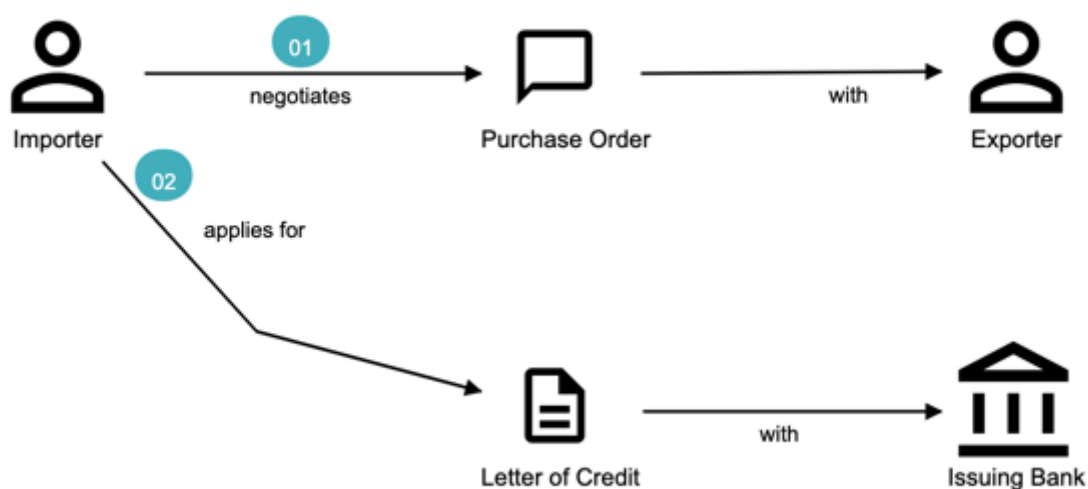 01
negotiates
with
Importer
Purchase Order
Exporter
02
applies for
with
Letter of Credit
Issuing Bank